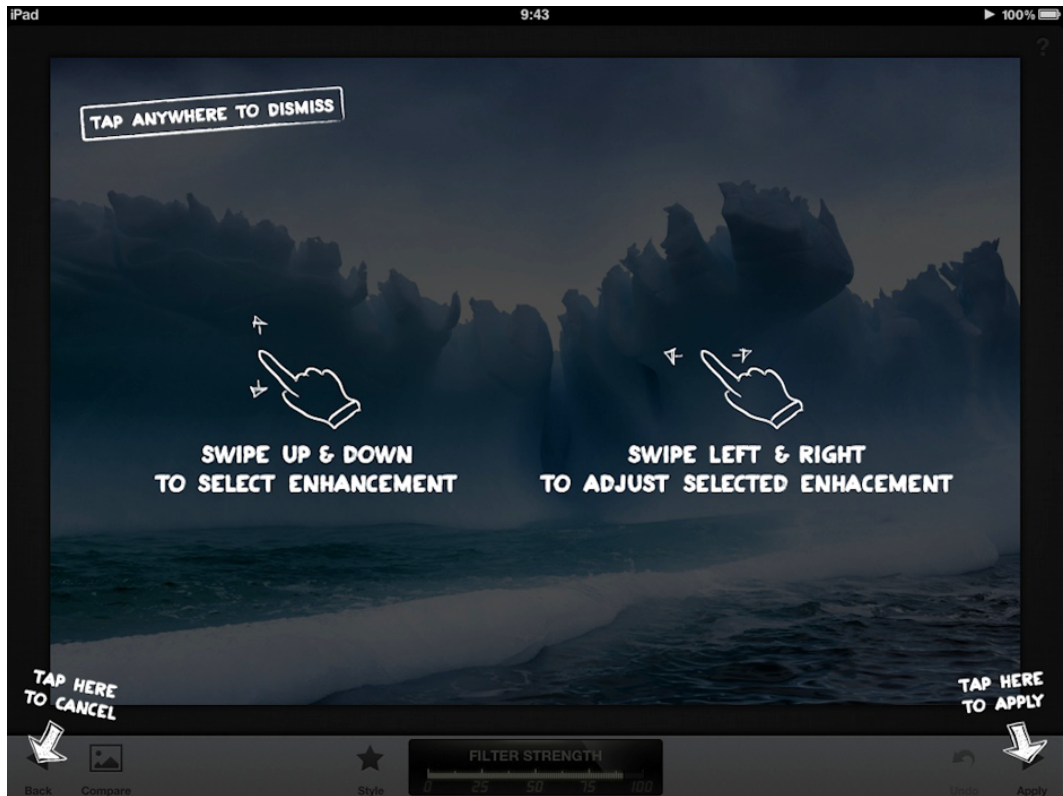 iPad 9:43 100%
?
TAP ANYWHERE TO DISMISS
SWIPE UP & DOWN
TO SELECT ENHANCEMENT
SWIPE LEFT & RIGHT
TO ADJUST SELECTED ENHACEMENT
TAP HERE
TO CANCEL
TAP HERE
TO APPLY
FILTER STRENGTH
0 25 50 75 100
Back Compare Style Undo Apply